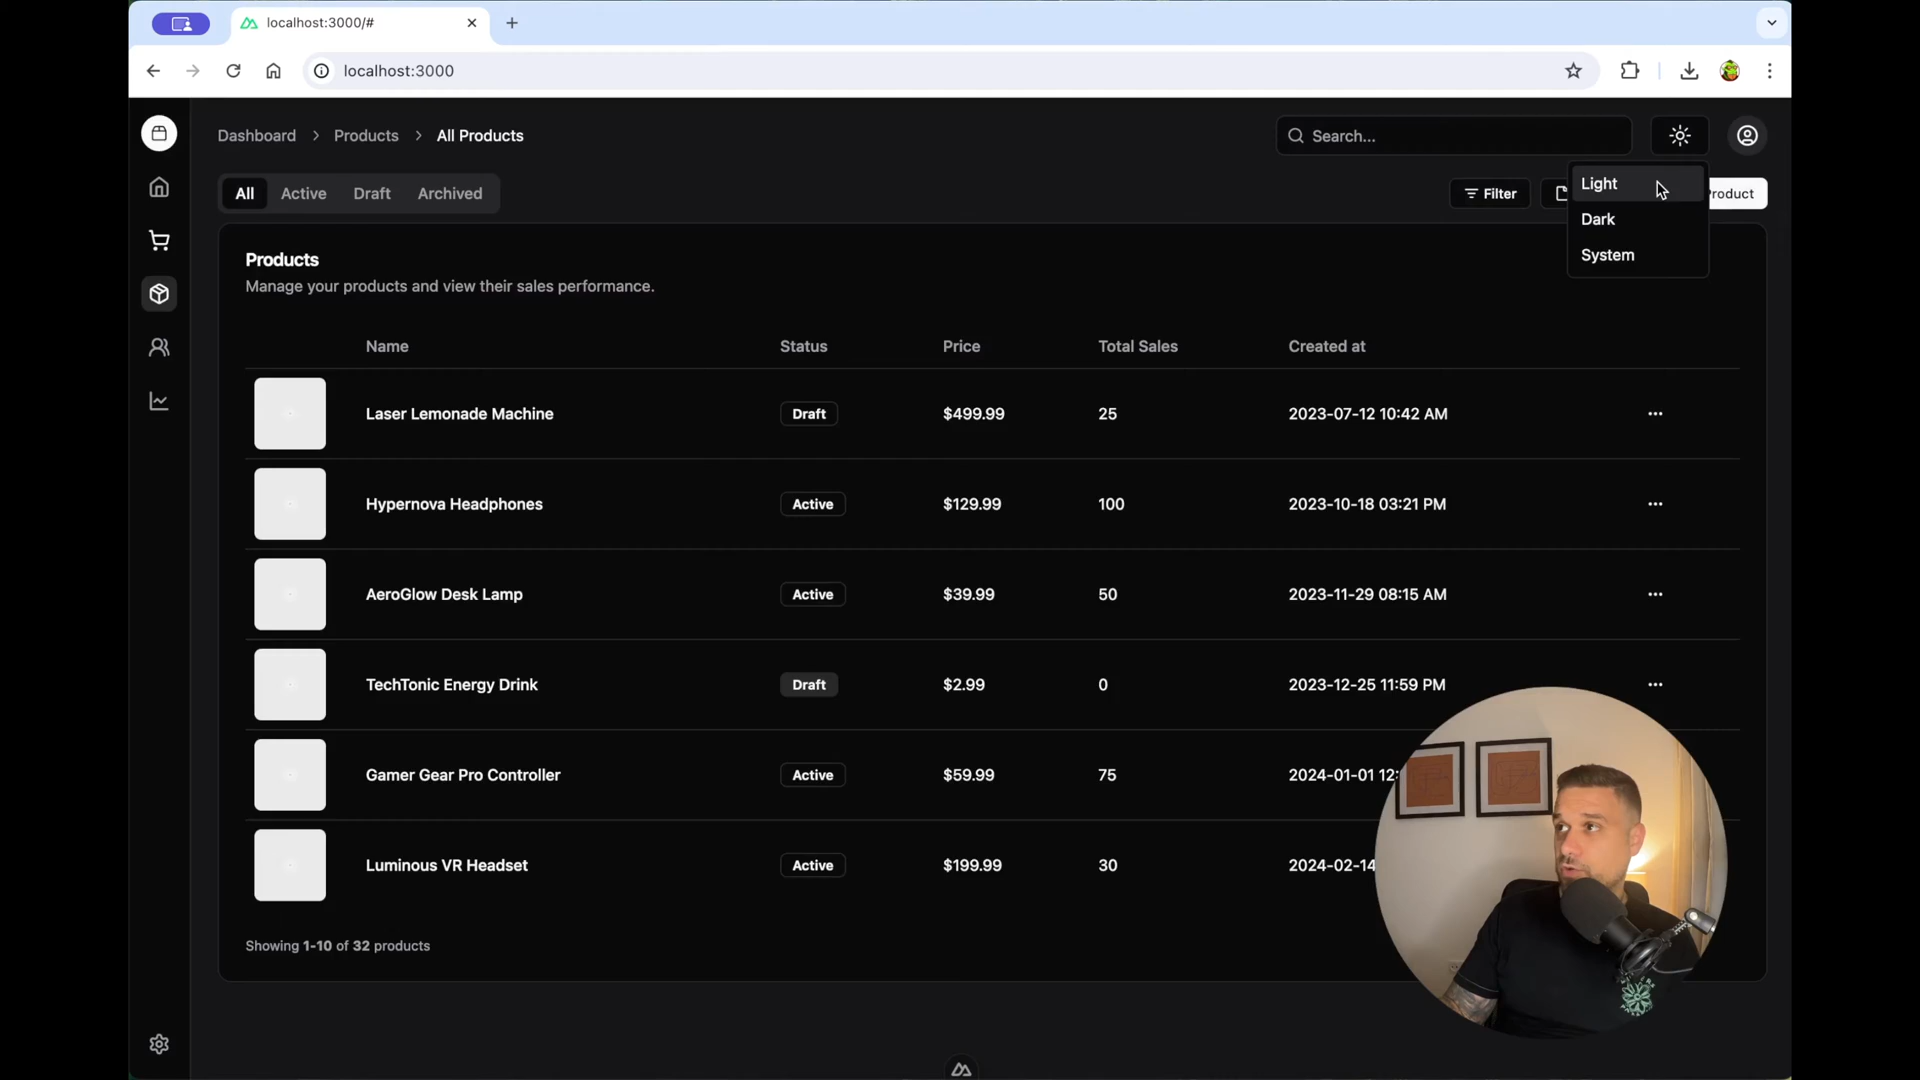 localhost:3000/#
localhost:3000
Dashboard Products All Products
Search...
All Active Draft Archived
Filter
roduct
Light
Dark
System
Products
Manage your products and view their sales performance.
Name Status Price Total Sales Created at
Laser Lemonade Machine Draft $499.99 25 2023-07-12 10:42 AM
Hypernova Headphones Active $129.99 100 2023-10-18 03:21 PM
AeroGlow Desk Lamp Active $39.99 50 2023-11-29 08:15 AM
TechTonic Energy Drink Draft $2.99 0 2023-12-25 11:59 PM
Gamer Gear Pro Controller Active $59.99 75 2024-01-01 12:
Luminous VR Headset Active $199.99 30 2024-02-14
Showing 1-10 of 32 products